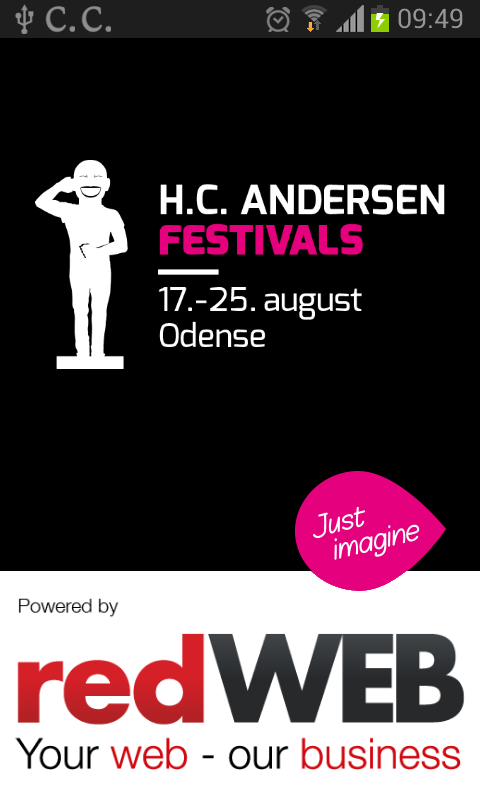 C.C. 09:49
H.C. ANDERSEN
FESTIVALS
17.-25. august
Odense
Just
imagine
Powered by
redWEB
Your web - our business